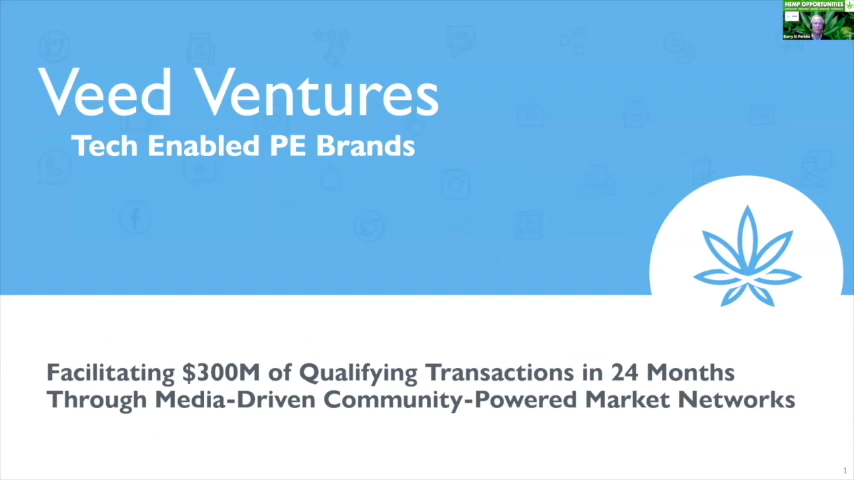 HEMP OPPORTUNITIES
Veed Ventures
Tech Enabled PE Brands
Facilitating $300M of Qualifying Transactions in 24 Months
Through Media-Driven Community-Powered Market Networks
1